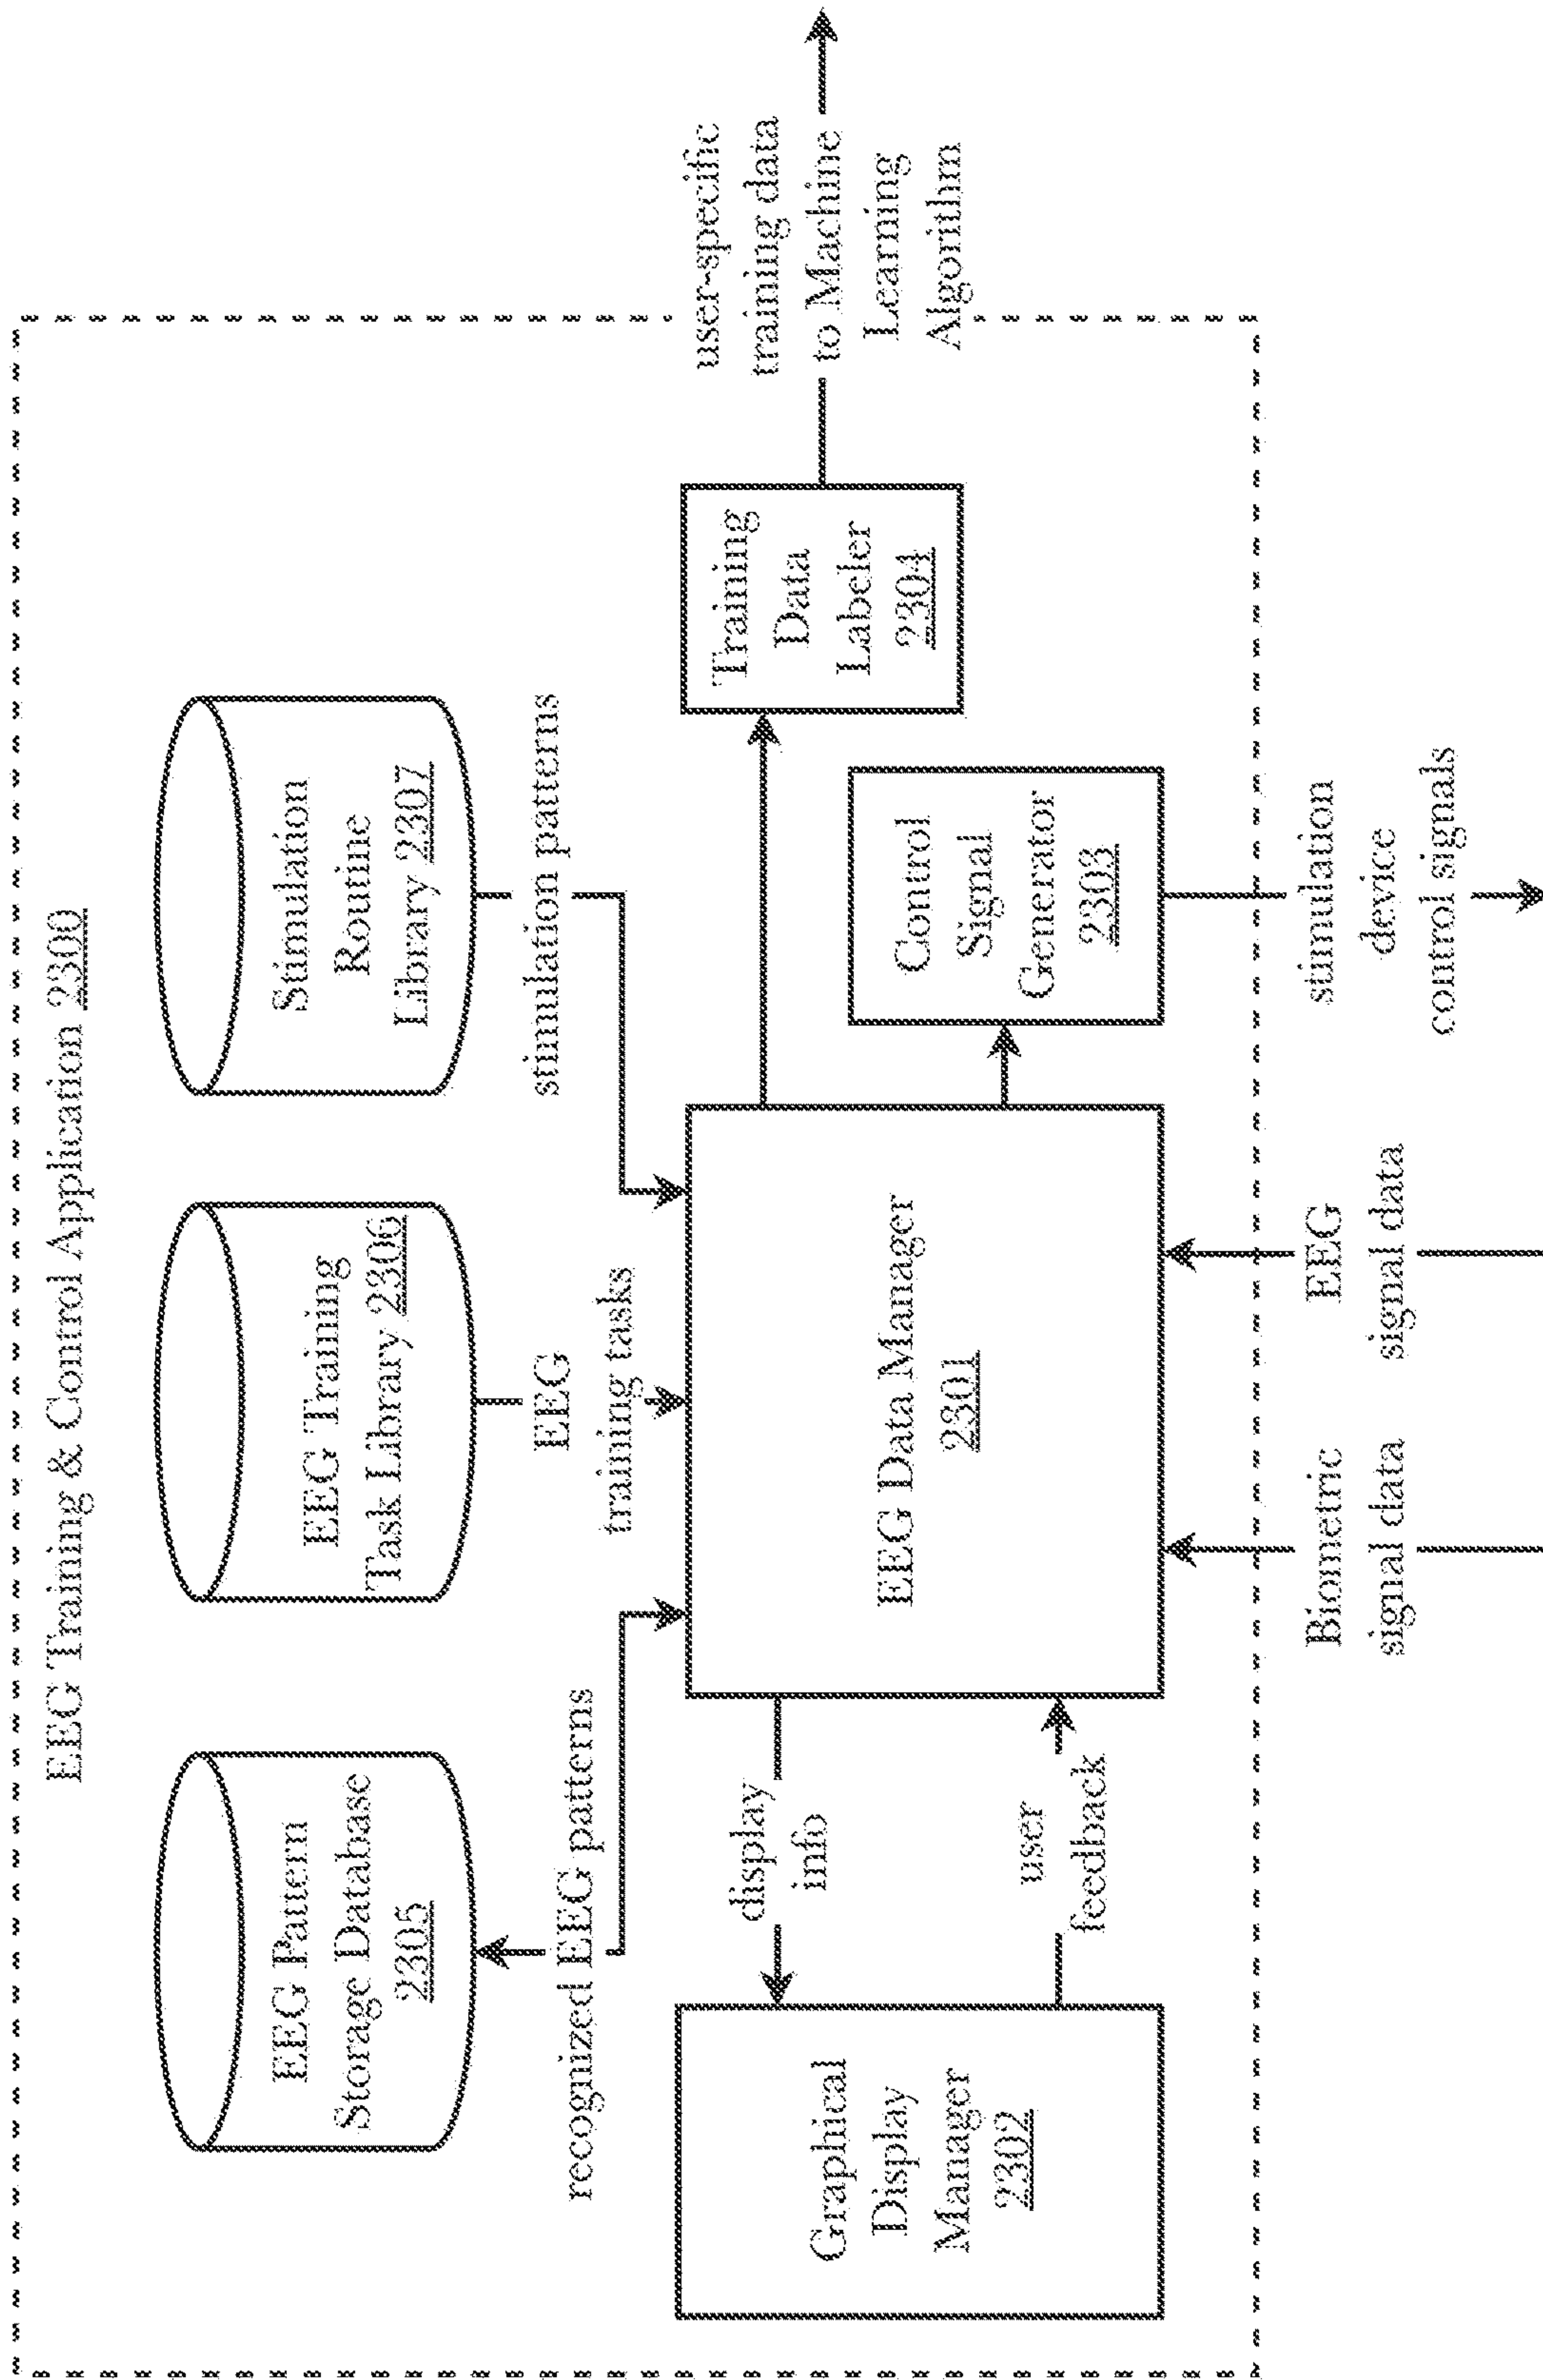 EEG Training & Control Application 2300
EEG Pattern
Storage Database
2305
EEG Training
Task Library 2306
Stimulation
Routine
Library 2307
recognized EEG patterns
EEG
training tasks
stimulation patterns
Graphical
Display
Manager
2302
display
info
user
feedback
EEG Data Manager
2301
Training
Data
Labeler
2304
Control
Signal
Generator
2303
user-specific
training data
to Machine
Learning
Algorithm
Biometric
signal data
EEG
signal data
stimulation
device
control signals